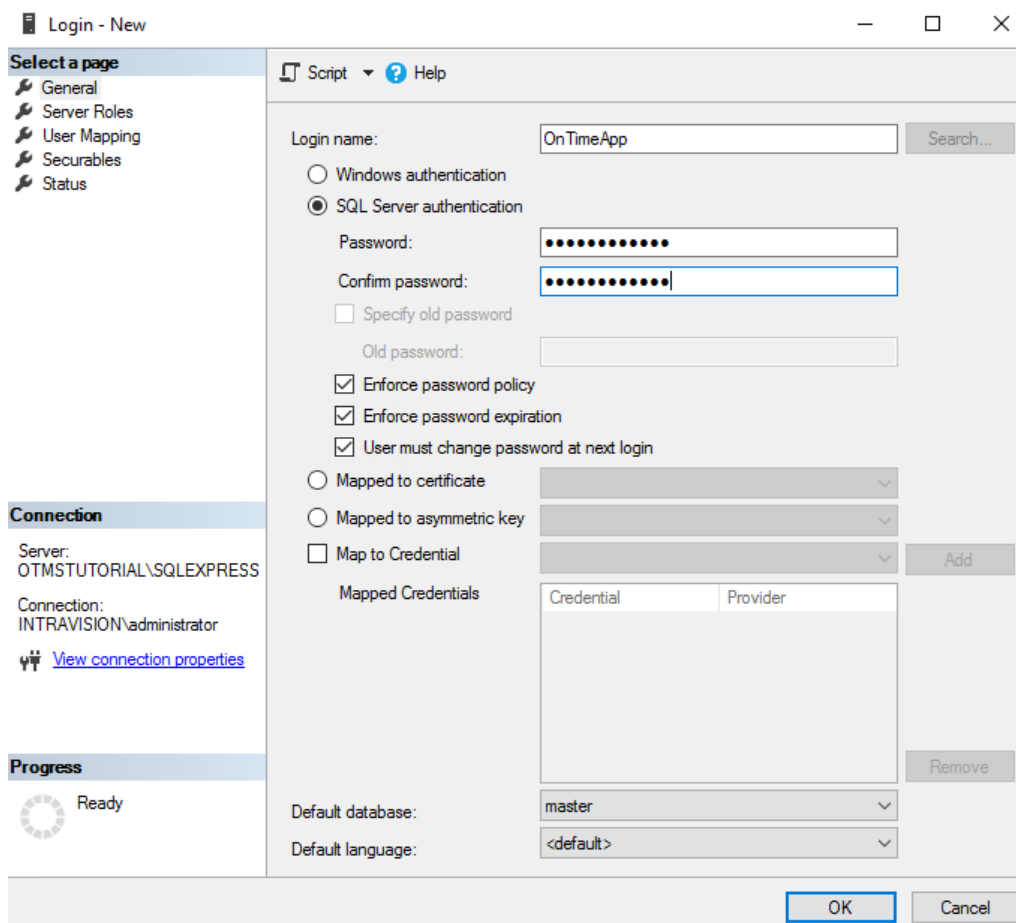 Login - New
Select a page
General
Server Roles
User Mapping
Securables
Status
Connection
Server:
OTMSTUTORIAL\SQLEXPRESS
Connection:
INTRAVISION\administrator
View connection properties
Progress
Ready
Script
Help
Login name:
OnTimeApp
Search...
Windows authentication
SQL Server authentication
Password:
●●●●●●●●●●●●
Confirm password:
●●●●●●●●●●●●
Specify old password
Old password:
Enforce password policy
Enforce password expiration
User must change password at next login
Mapped to certificate
Mapped to asymmetric key
Map to Credential
Add
Mapped Credentials
Credential Provider
Remove
Default database:
master
Default language:
<default>
OK
Cancel